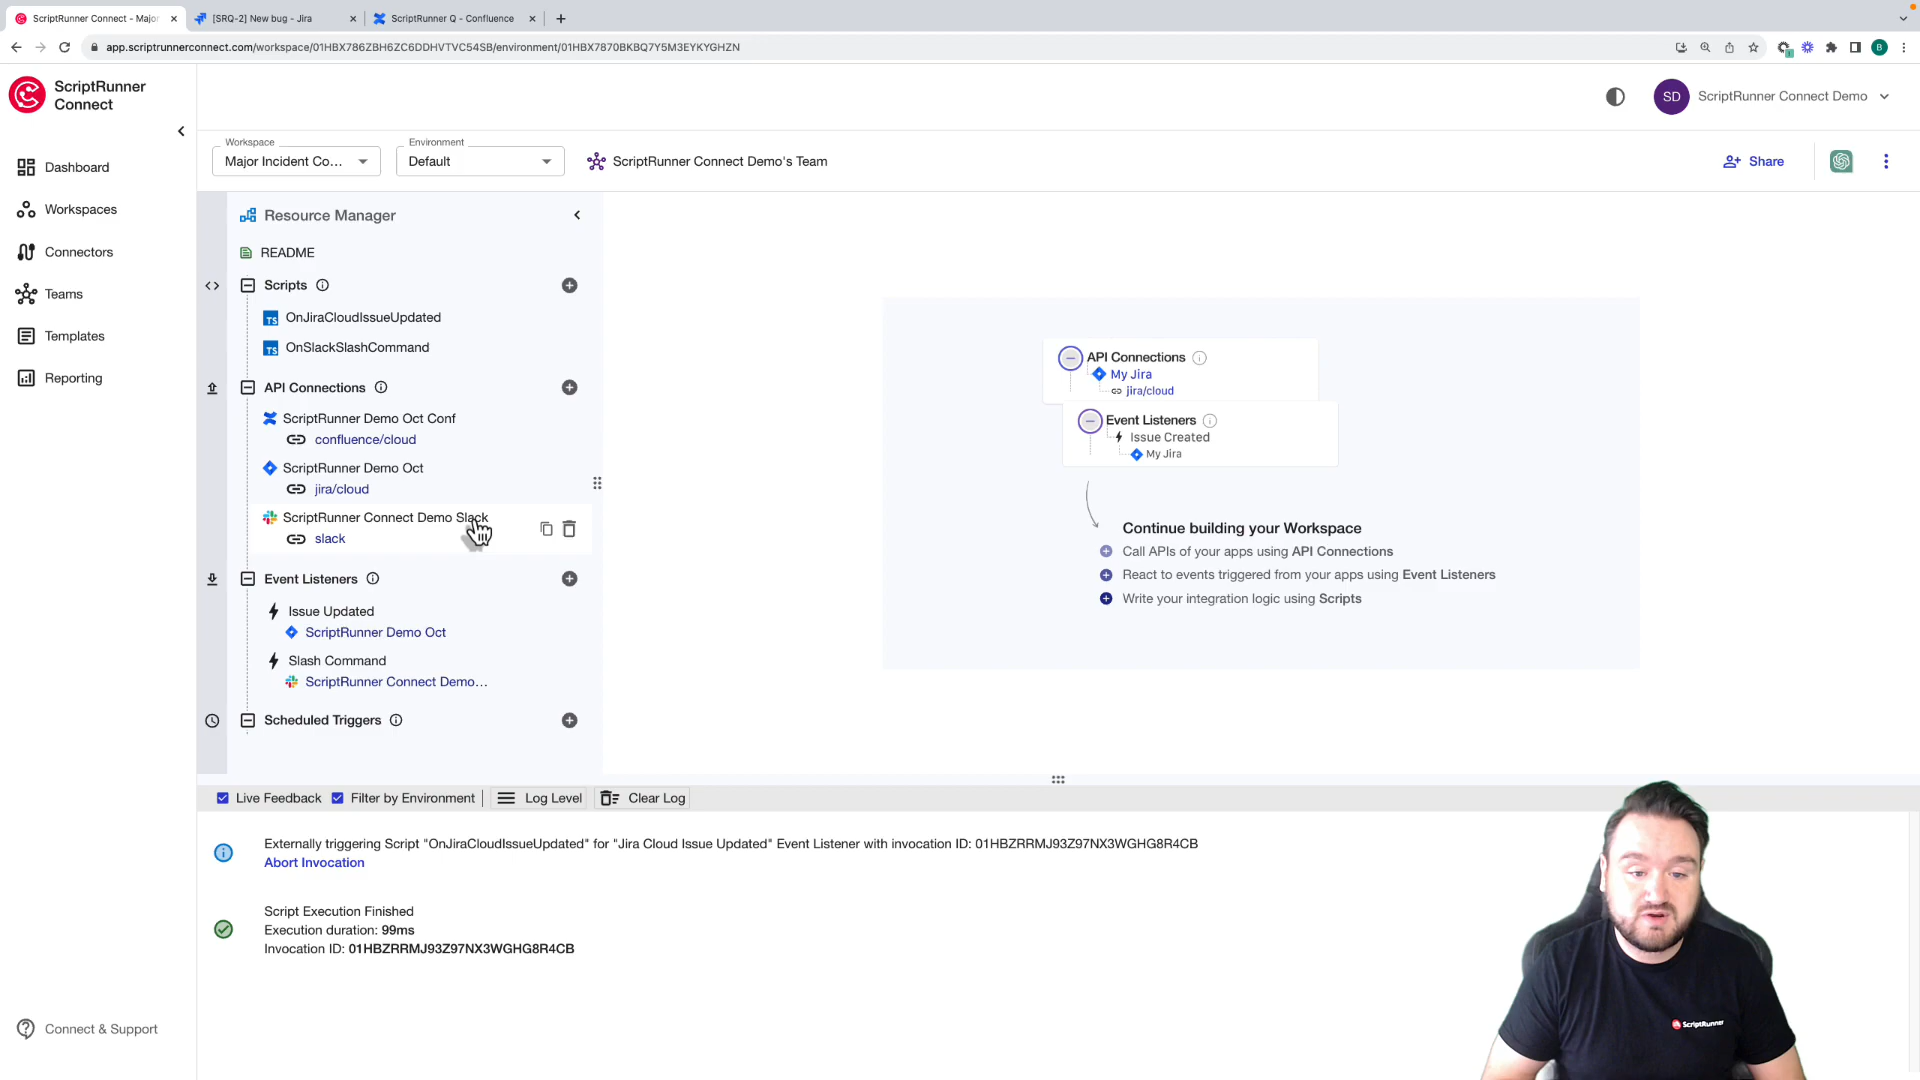 ScriptRunner Connect - Major
[SRQ-2] New bug - Jira
ScriptRunner Q - Confluence
app.scriptrunnerconnect.com/workspace/01HBX786ZBH6ZC6DDHVTVC54SB/environment/01HBX7870BKBQ7Y5M3EYKYGHZN
B
ScriptRunner
Connect
SD
ScriptRunner Connect Demo
Workspace
Major Incident Co...
Environment
Default
ScriptRunner Connect Demo's Team
Share
Dashboard
Workspaces
Connectors
Teams
Templates
Reporting
Connect & Support
Resource Manager
README
Scripts
TS OnJiraCloudIssueUpdated
TS OnSlackSlashCommand
API Connections
ScriptRunner Demo Oct Conf
confluence/cloud
ScriptRunner Demo Oct
jira/cloud
ScriptRunner Connect Demo Slack
slack
Event Listeners
Issue Updated
ScriptRunner Demo Oct
Slash Command
ScriptRunner Connect Demo...
Scheduled Triggers
API Connections
My Jira
jira/cloud
Event Listeners
Issue Created
My Jira
Continue building your Workspace
Call APIs of your apps using API Connections
React to events triggered from your apps using Event Listeners
Write your integration logic using Scripts
Live Feedback
Filter by Environment
Log Level
Clear Log
Externally triggering Script "OnJiraCloudIssueUpdated" for "Jira Cloud Issue Updated" Event Listener with invocation ID: 01HBZRRMJ93Z97NX3WGHG8R4CB
Abort Invocation
Script Execution Finished
Execution duration: 99ms
Invocation ID: 01HBZRRMJ93Z97NX3WGHG8R4CB
ScriptRunner